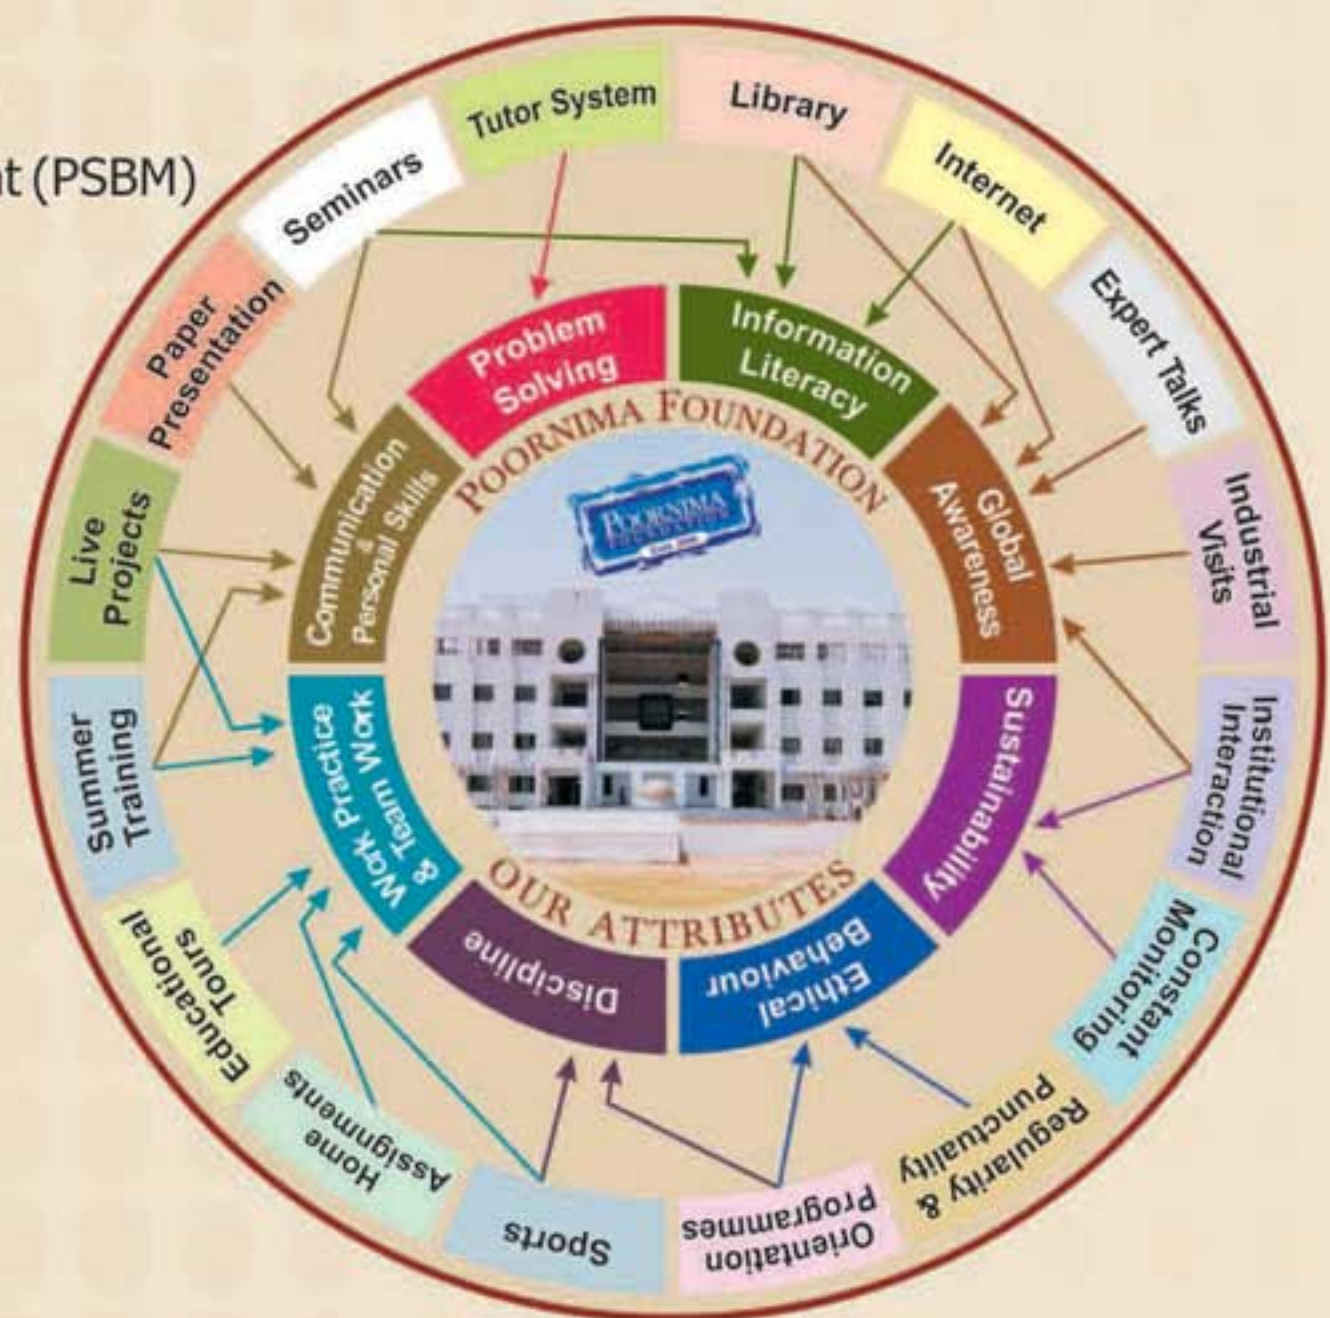 (PSBM)
Tutor System
Library
Internet
Expert Talks
Industrial
Visits
Institutional
Interaction
Constant
Monitoring
Regularity &
Punctuality
Orientation
Programmes
Sports
Home
Assignments
Educational
Tours
Summer
Training
Live
Projects
Paper
Presentation
Seminars
Problem
Solving
Information
Literacy
Global
Awareness
Sustainability
Ethical
Behaviour
Discipline
Work Practice
& Team Work
Communication
&
Personal Skills
POORNIMA FOUNDATION
POORNIMA
FOUNDATION
OUR ATTRIBUTES